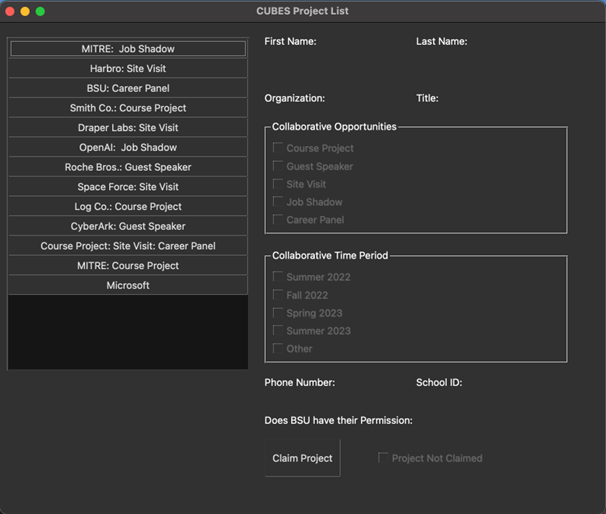 CUBES Project List
MITRE:  Job Shadow
Harbro: Site Visit
BSU: Career Panel
Smith Co.: Course Project
Draper Labs: Site Visit
OpenAI:  Job Shadow
Roche Bros.: Guest Speaker
Space Force: Site Visit
Log Co.: Course Project
CyberArk: Guest Speaker
Course Project: Site Visit: Career Panel
MITRE: Course Project
Microsoft
First Name:
Last Name:
Organization:
Title:
Collaborative Opportunities
Course Project
Guest Speaker
Site Visit
Job Shadow
Career Panel
Collaborative Time Period
Summer 2022
Fall 2022
Spring 2023
Summer 2023
Other
Phone Number:
School ID:
Does BSU have their Permission:
Claim Project
Project Not Claimed